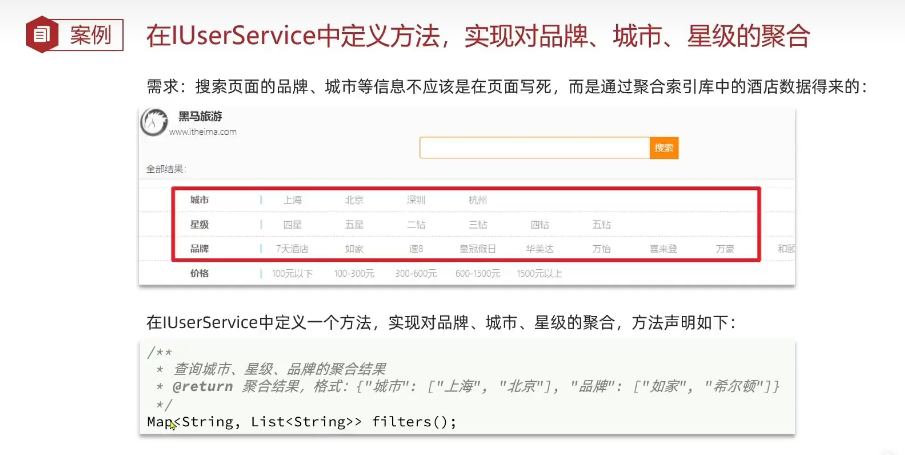 案例
在IUserService中定义方法，实现对品牌、城市、星级的聚合
需求：搜索页面的品牌、城市等信息不应该是在页面写死，而是通过聚合索引库中的酒店数据得来的：
黑马旅游
www.itheima.com
搜索
全部结果：
城市 上海 北京 深圳 杭州
星级 四星 五星 二钻 三钻 四钻 五钻
品牌 7天酒店 如家 速8 皇冠假日 华美达 万怡 喜来登 万豪 和颐
价格 100元以下 100-300元 300-600元 600-1500元 1500元以上
在IUserService中定义一个方法，实现对品牌、城市、星级的聚合，方法声明如下：
/**
* 查询城市、星级、品牌的聚合结果
* @return 聚合结果，格式：{"城市": ["上海", "北京"], "品牌": ["如家", "希尔顿"]}
*/
Map<String, List<String>> filters();